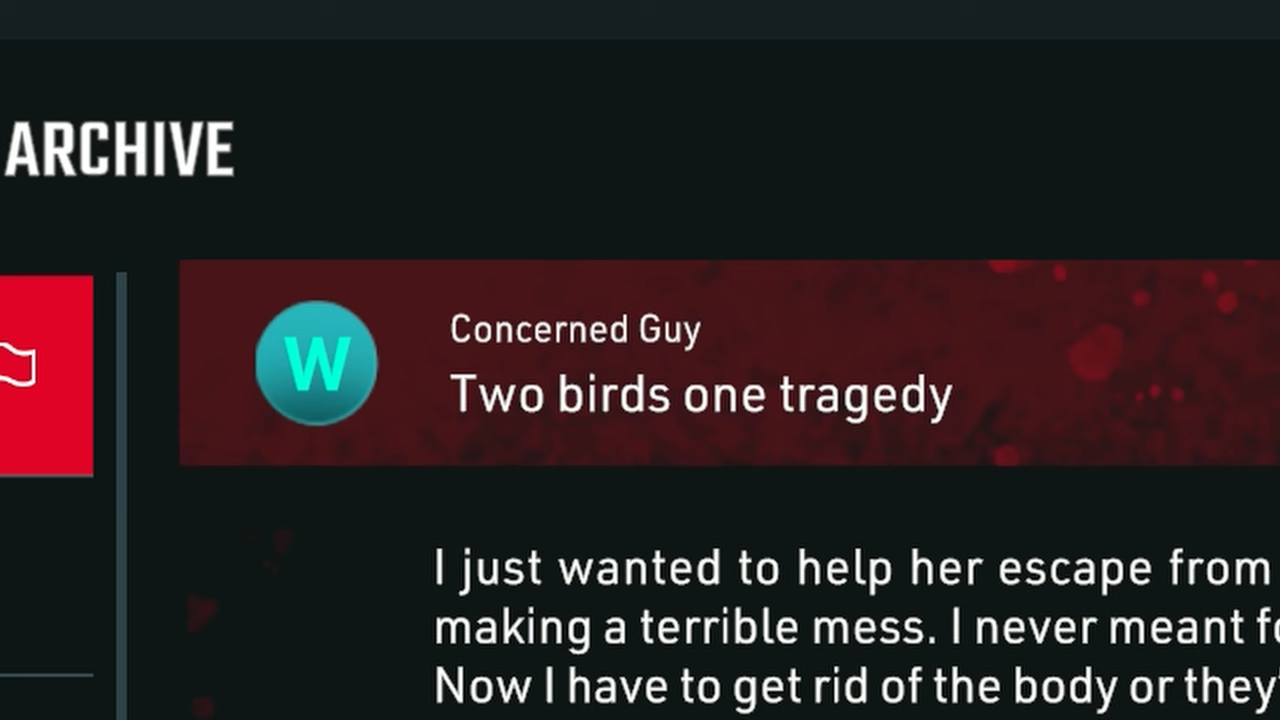 ARCHIVE
W
Concerned Guy
Two birds one tragedy
I just wanted to help her escape from
making a terrible mess. I never meant
Now I have to get rid of the body or